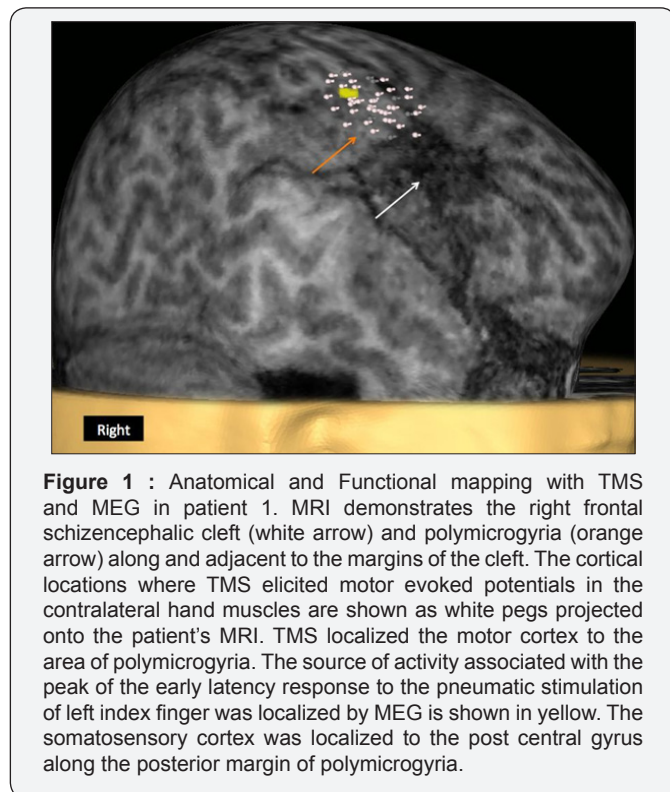 Right
Figure 1 : Anatomical and Functional mapping with TMS
and MEG in patient 1. MRI demonstrates the right frontal
schizencephalic cleft (white arrow) and polymicrogyria (orange
arrow) along and adjacent to the margins of the cleft. The cortical
locations where TMS elicited motor evoked potentials in the
contralateral hand muscles are shown as white pegs projected
onto the patient's MRI. TMS localized the motor cortex to the
area of polymicrogyria. The source of activity associated with the
peak of the early latency response to the pneumatic stimulation
of left index finger was localized by MEG is shown in yellow. The
somatosensory cortex was localized to the post central gyrus
along the posterior margin of polymicrogyria.